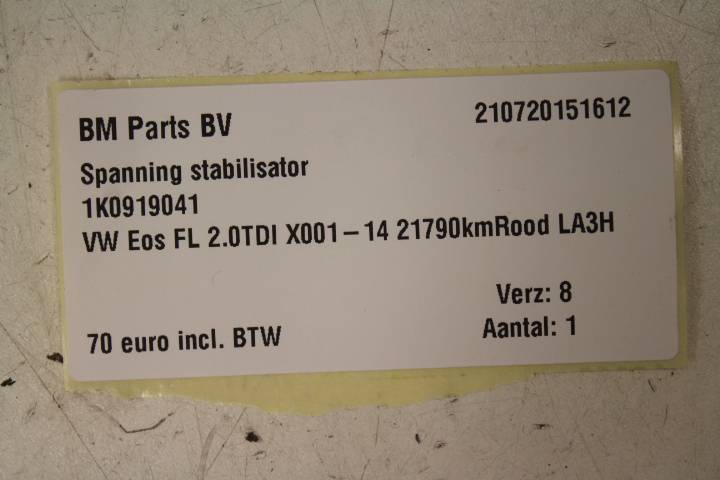 BM Parts BV
210720151612
Spanning stabilisator
1K0919041
VW Eos FL 2.0TDI X001-14 21790kmRood LA3H
Verz: 8
70 euro incl. BTW
Aantal: 1